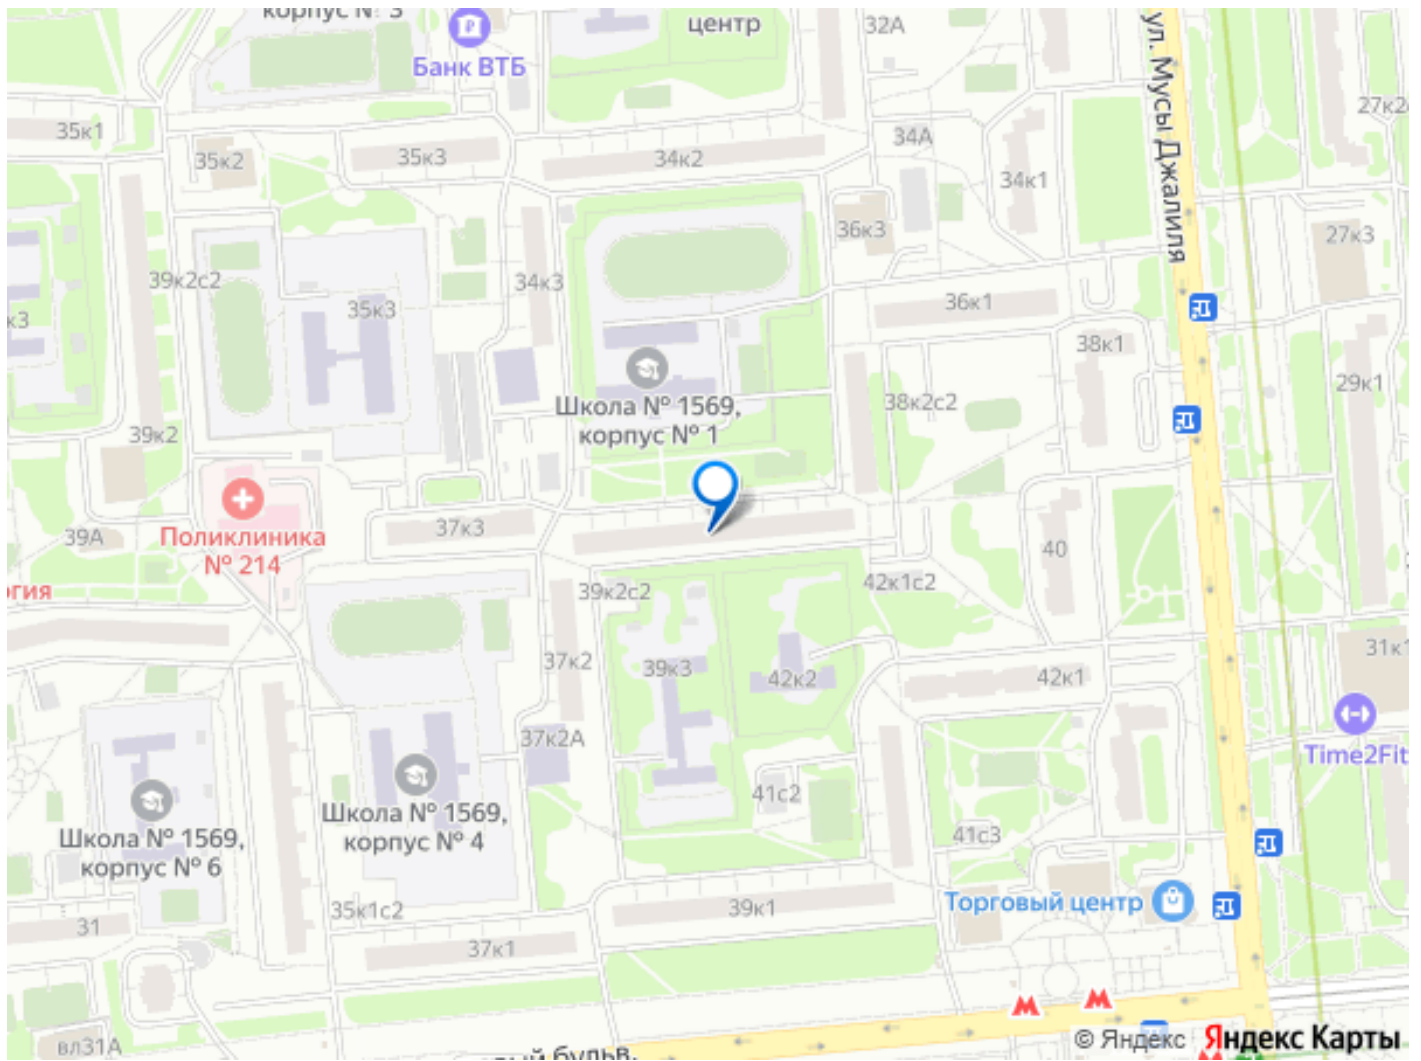 корпус № 3
Банк ВТБ
центр
32А
ул. Мусы Джалиля
35к1
35к2
35к3
34к2
34А
34к1
27к2
36к3
27к3
39к2с2
35к3
34к3
36к1
к3
38к1
29к1
Школа № 1569,
корпус № 1
38к2с2
39к2
39А
Поликлиника
№ 214
37к3
40
42к1с2
39к2с2
37к2
39к3
42к2
42к1
31к1
Time2Fit
37к2А
41с2
41с3
Школа № 1569,
корпус № 6
Школа № 1569,
корпус № 4
Торговый центр
35к1с2
39к1
31
37к1
вл31А
бульв.
© Яндекс
Яндекс Карты